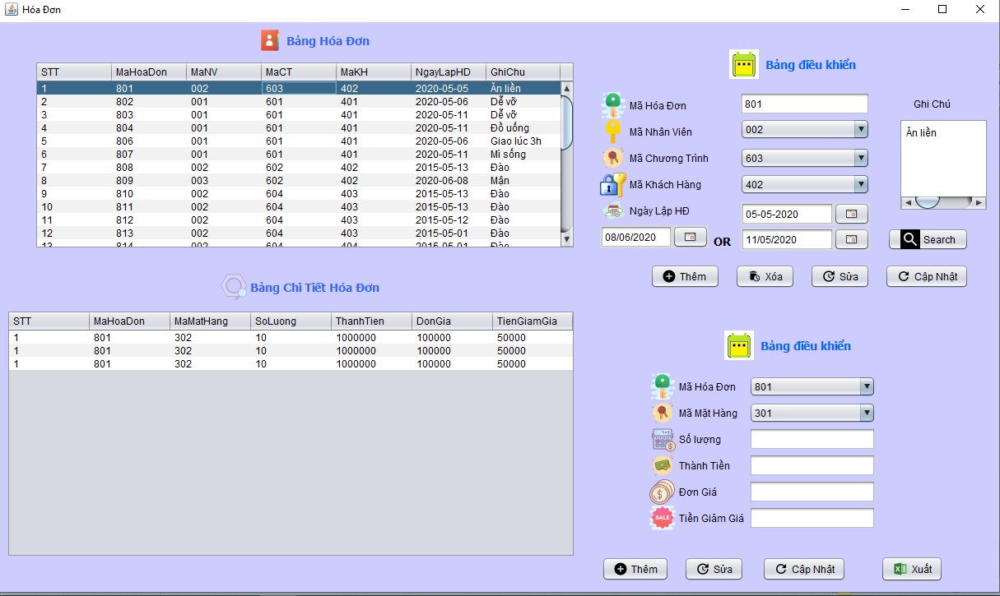 Hóa Đơn
Bảng Hóa Đơn
STT MaHoaDon MaNV MaCT MaKH NgayLapHD GhiChu
1 801 002 603 402 2020-05-05 Ăn liền
2 802 001 601 401 2020-05-06 Dễ vỡ
3 803 001 601 401 2020-05-11 Dễ vỡ
4 804 001 601 401 2020-05-11 Đồ uống
5 806 001 601 401 2020-05-06 Giao lúc 3h
6 807 001 601 401 2020-05-11 Mì sống
7 808 002 602 402 2015-05-13 Đào
8 809 003 602 402 2020-06-08 Mận
9 810 002 604 403 2015-05-13 Đào
10 811 002 604 403 2015-05-13 Đào
11 812 002 604 403 2015-05-12 Đào
12 813 002 604 403 2015-05-01 Đào
13 814 002 604 404 2015-05-01 Đào
Bảng điều khiển
Mã Hóa Đơn 801
Mã Nhân Viên 002
Mã Chương Trình 603
Mã Khách Hàng 402
Ngày Lập HĐ 05-05-2020
08/06/2020 OR 11/05/2020
Ghi Chú
Ăn liền
Search
Thêm Xóa Sửa Cập Nhật
Bảng Chi Tiết Hóa Đơn
STT MaHoaDon MaMatHang SoLuong ThanhTien DonGia TienGiamGia
1 801 302 10 1000000 100000 50000
1 801 302 10 1000000 100000 50000
1 801 302 10 1000000 100000 50000
Bảng điều khiển
Mã Hóa Đơn 801
Mã Mặt Hàng 301
Số lượng
Thành Tiền
Đơn Giá
SALE Tiền Giảm Giá
Thêm Sửa Cập Nhật Xuất